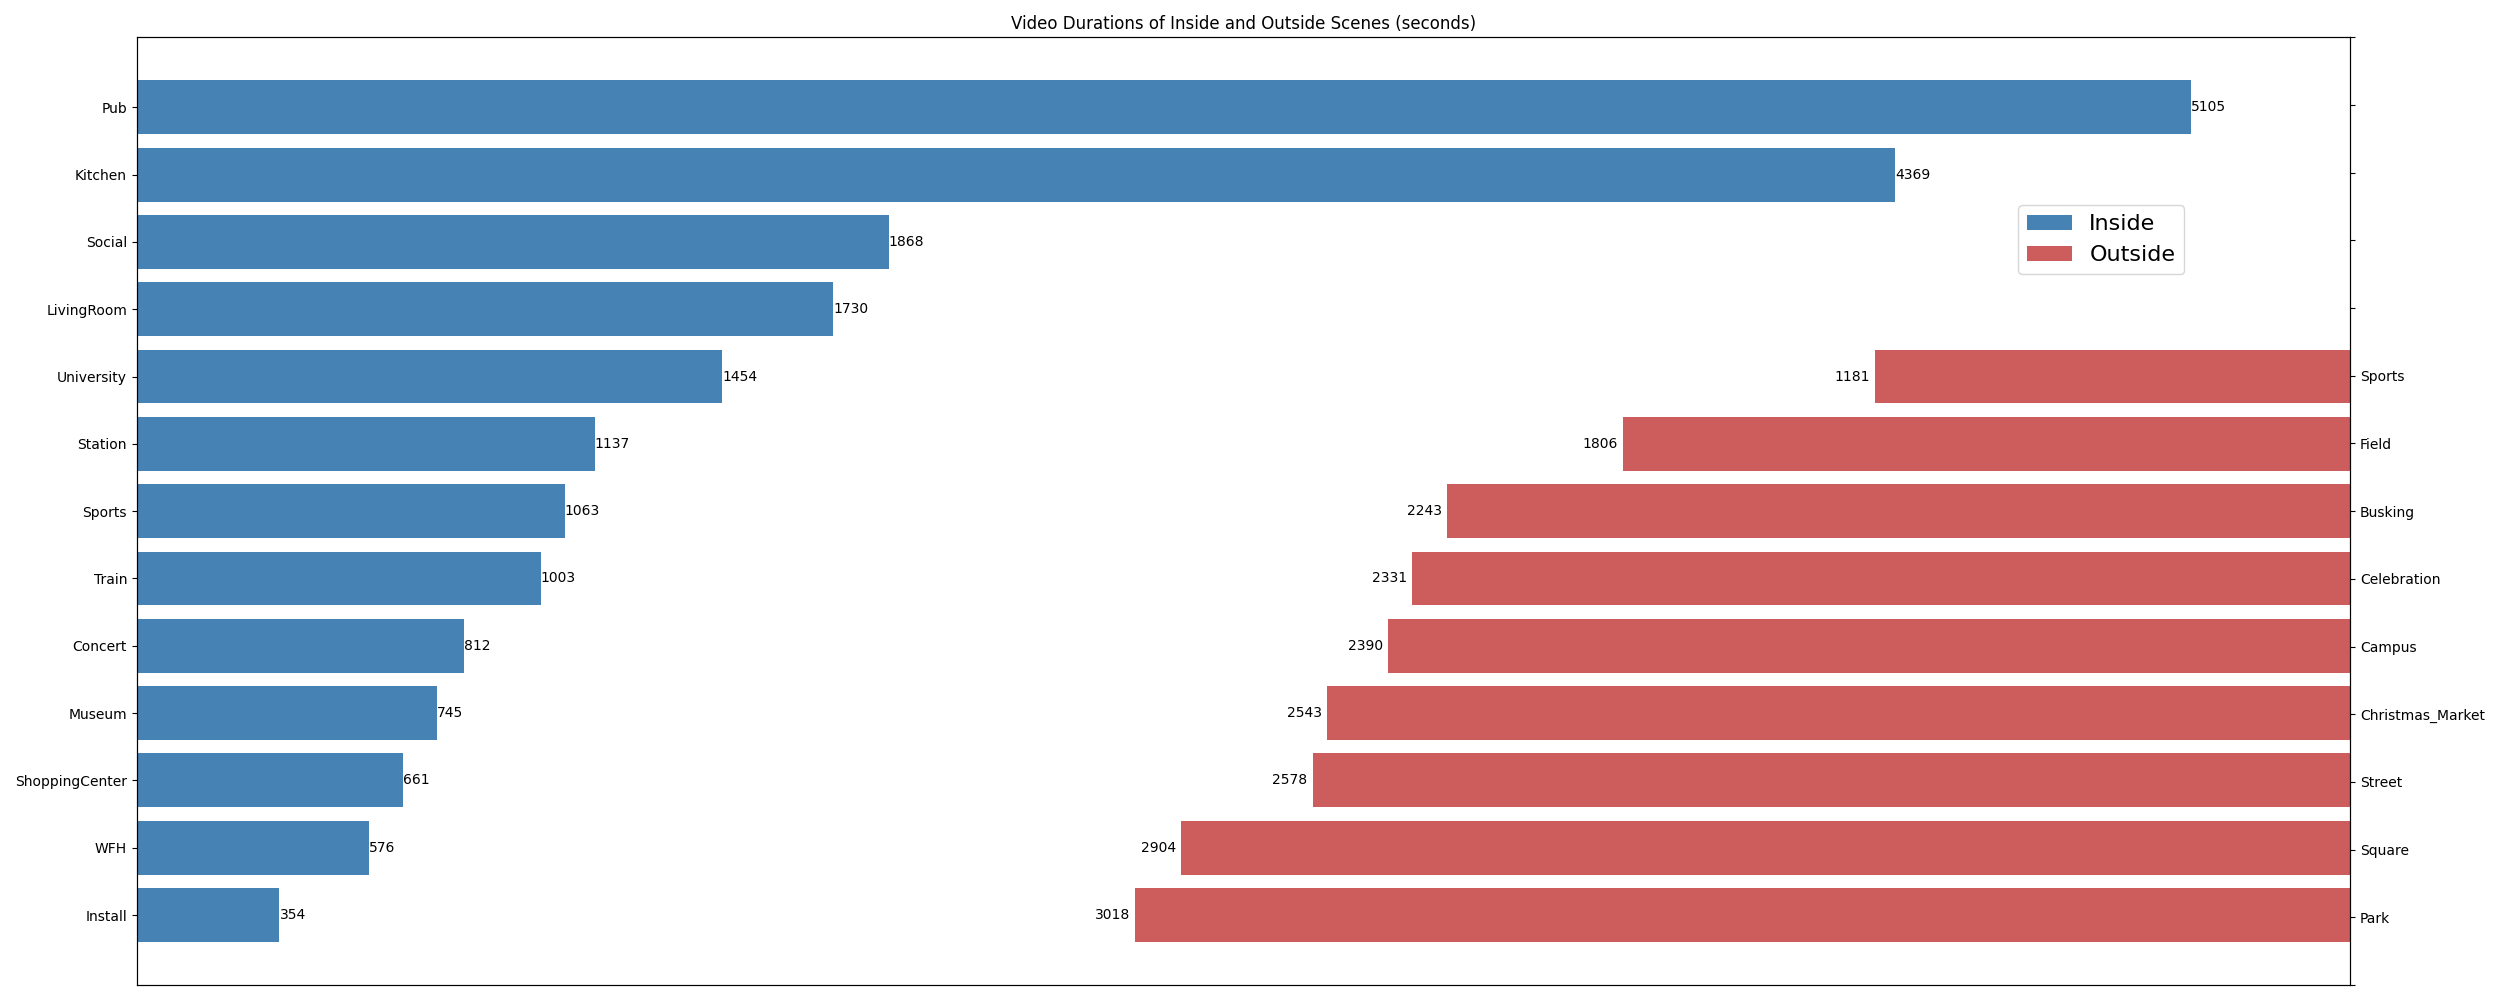 Video Durations of Inside and Outside Scenes (seconds)
Pub 5105
Kitchen 4369
Inside
Outside
Social 1868
LivingRoom 1730
University 1454 1181 Sports
Station 1137 1806 Field
Sports 1063 2243 Busking
Train 1003 2331 Celebration
Concert 812 2390 Campus
Museum 745 2543 Christmas_Market
ShoppingCenter 661 2578 Street
WFH 576 2904 Square
Install 354 3018 Park